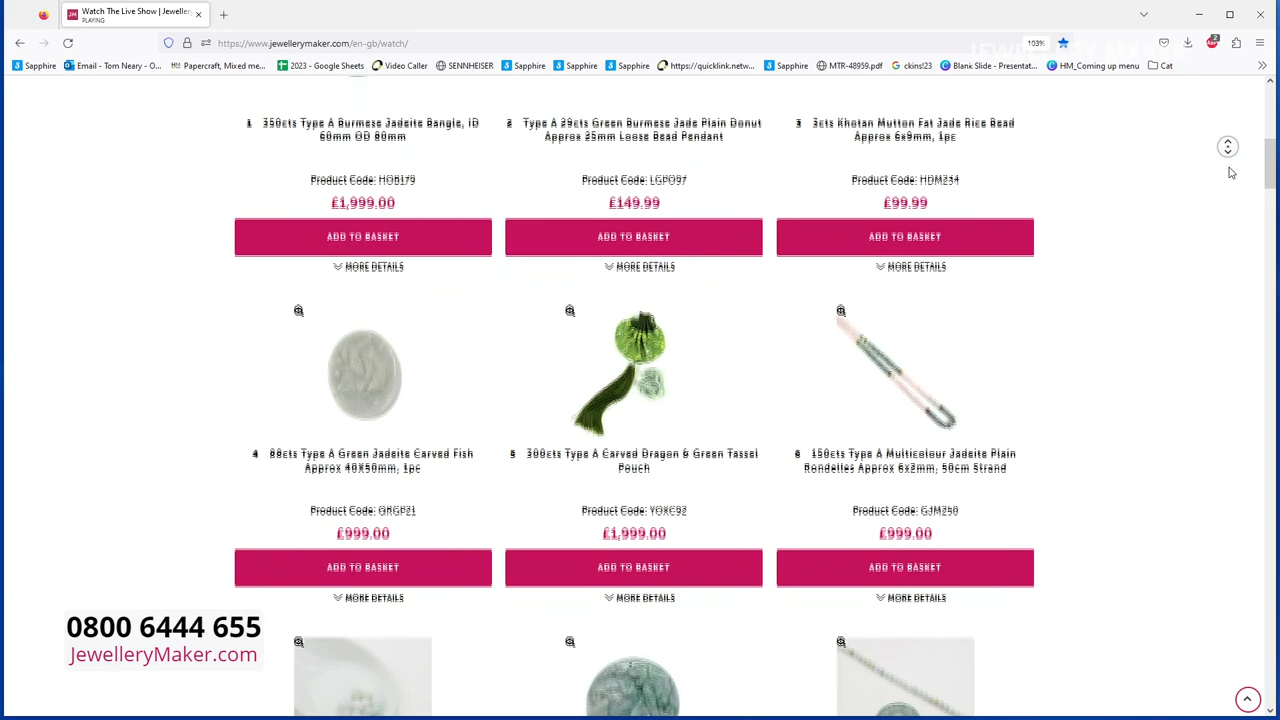 Watch The Live Show | Jewellery
PLAYING
https://www.jewellerymaker.com/en-gb/watch/
103%
Sapphire
Email - Tom Neary - O...
Papercraft, Mixed me...
2023 - Google Sheets
Video Caller
SENNHEISER
Sapphire
Sapphire
Sapphire
https://quicklink.netw...
Sapphire
MTR-48959.pdf
ckins!23
Blank Slide - Presentat...
HM_Coming up menu
Cat
1 350cts Type A Burmese Jadeite Bangle, ID
60mm OD 80mm
Product Code: HOB179
£1,999.00
ADD TO BASKET
MORE DETAILS
2 Type A 29cts Green Burmese Jade Plain Donut
Approx 25mm Loose Bead Pendant
Product Code: LGPO97
£149.99
ADD TO BASKET
MORE DETAILS
3 3cts Khotan Mutton Fat Jade Rice Bead
Approx 6x9mm, 1pc
Product Code: HDM234
£99.99
ADD TO BASKET
MORE DETAILS
4 88cts Type A Green Jadeite Carved Fish
Approx 40X50mm, 1pc
Product Code: QRGP21
£999.00
ADD TO BASKET
MORE DETAILS
5 300cts Type A Carved Dragon & Green Tassel
Pouch
Product Code: YOXC92
£1,999.00
ADD TO BASKET
MORE DETAILS
6 150cts Type A Multicolour Jadeite Plain
Rondelles Approx 6x2mm, 50cm Strand
Product Code: GJM250
£999.00
ADD TO BASKET
MORE DETAILS
0800 6444 655
JewelleryMaker.com